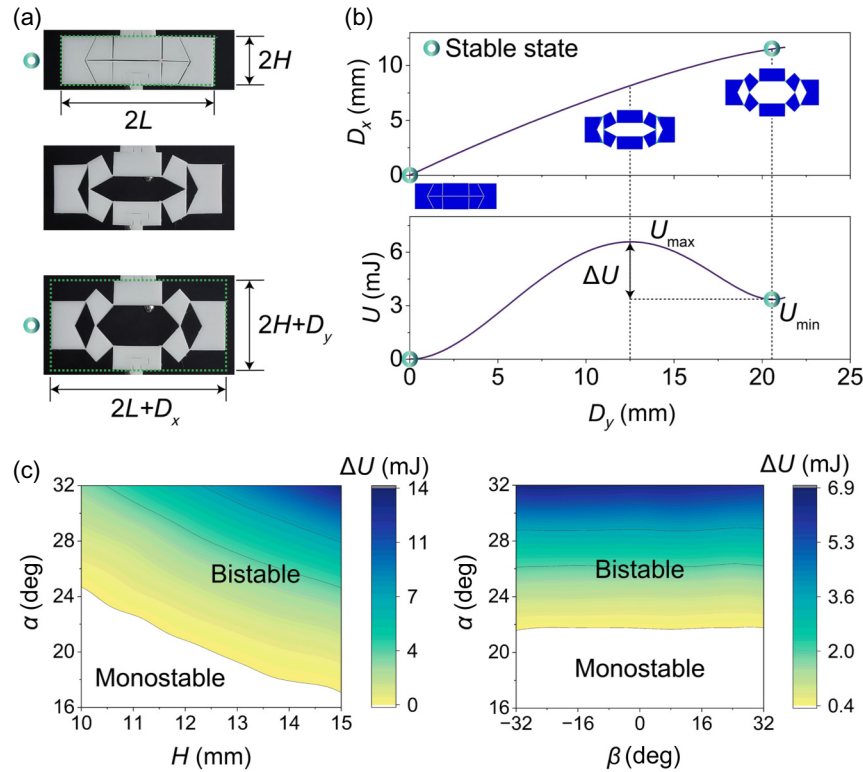 (a)
2H
2L
2H+Dy
2L+Dx
(b)
Stable state
Dx (mm)
10
5
0
U (mJ)
6
3
0
Umax
ΔU
Umin
0 5 10 15 20 25
Dy (mm)
(c)
ΔU (mJ)
α (deg)
32
28
24
20
16
Bistable
Monostable
10 11 12 13 14 15
H (mm)
14
11
7
4
0
ΔU (mJ)
α (deg)
32
28
24
20
16
Bistable
Monostable
−32 −16 0 16 32
β (deg)
6.9
5.3
3.7
2.0
0.4